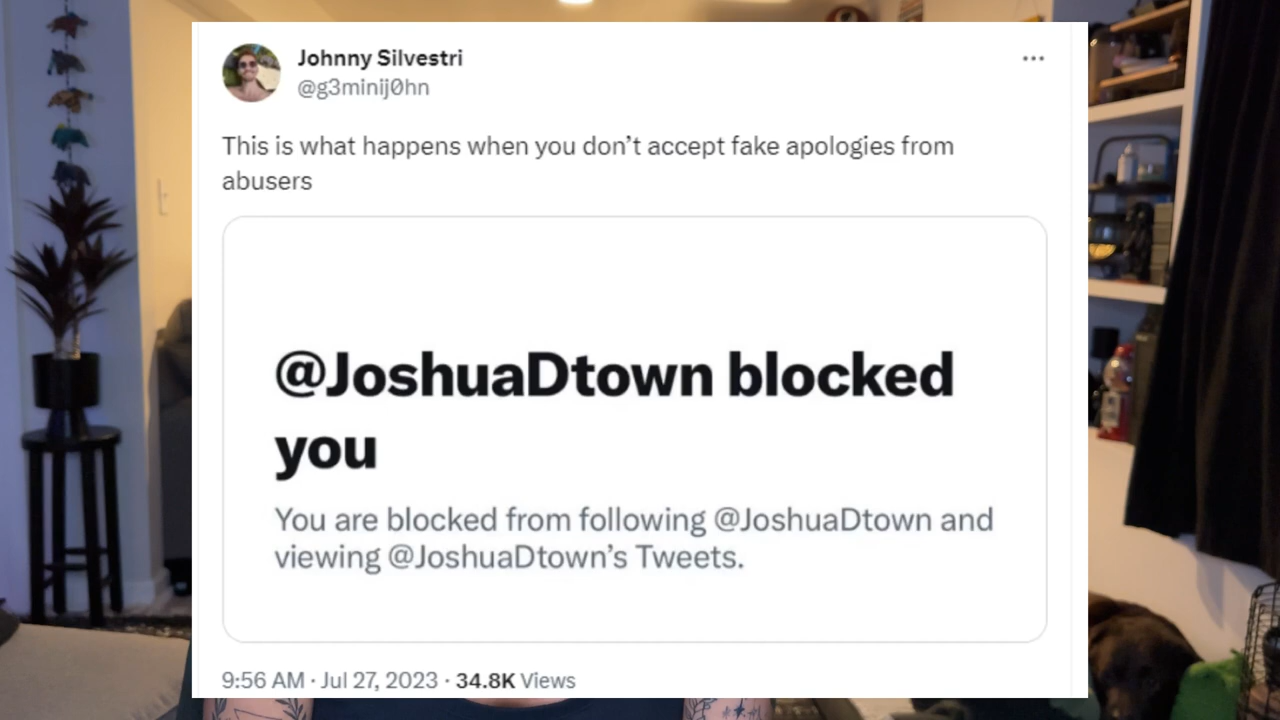 Johnny Silvestri
@g3minij0hn
This is what happens when you don’t accept fake apologies from
abusers
@JoshuaDtown blocked
you
You are blocked from following @JoshuaDtown and
viewing @JoshuaDtown’s Tweets.
9:56 AM · Jul 27, 2023 · 34.8K Views